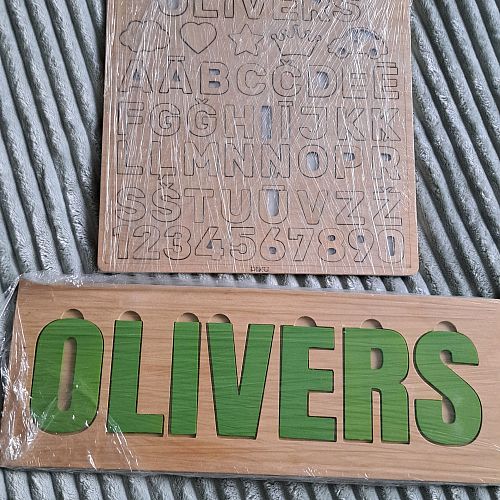 OLIVERS
AĀBCČDEĒ
FGĢHIĪJKĶ
LĻMNŅOPR
SŠTUŪVZŽ
1234567890
OLIVERS